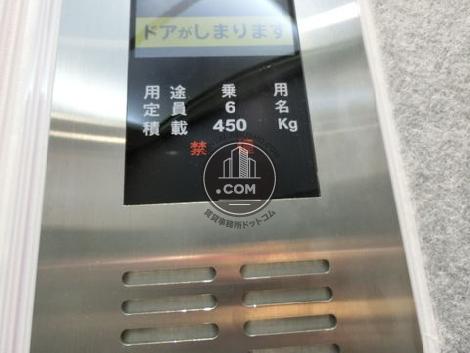 ドアがしまります
用途 乗用
定員 6名
積載 450 Kg
禁
.COM
賃貸事務所ドットコム